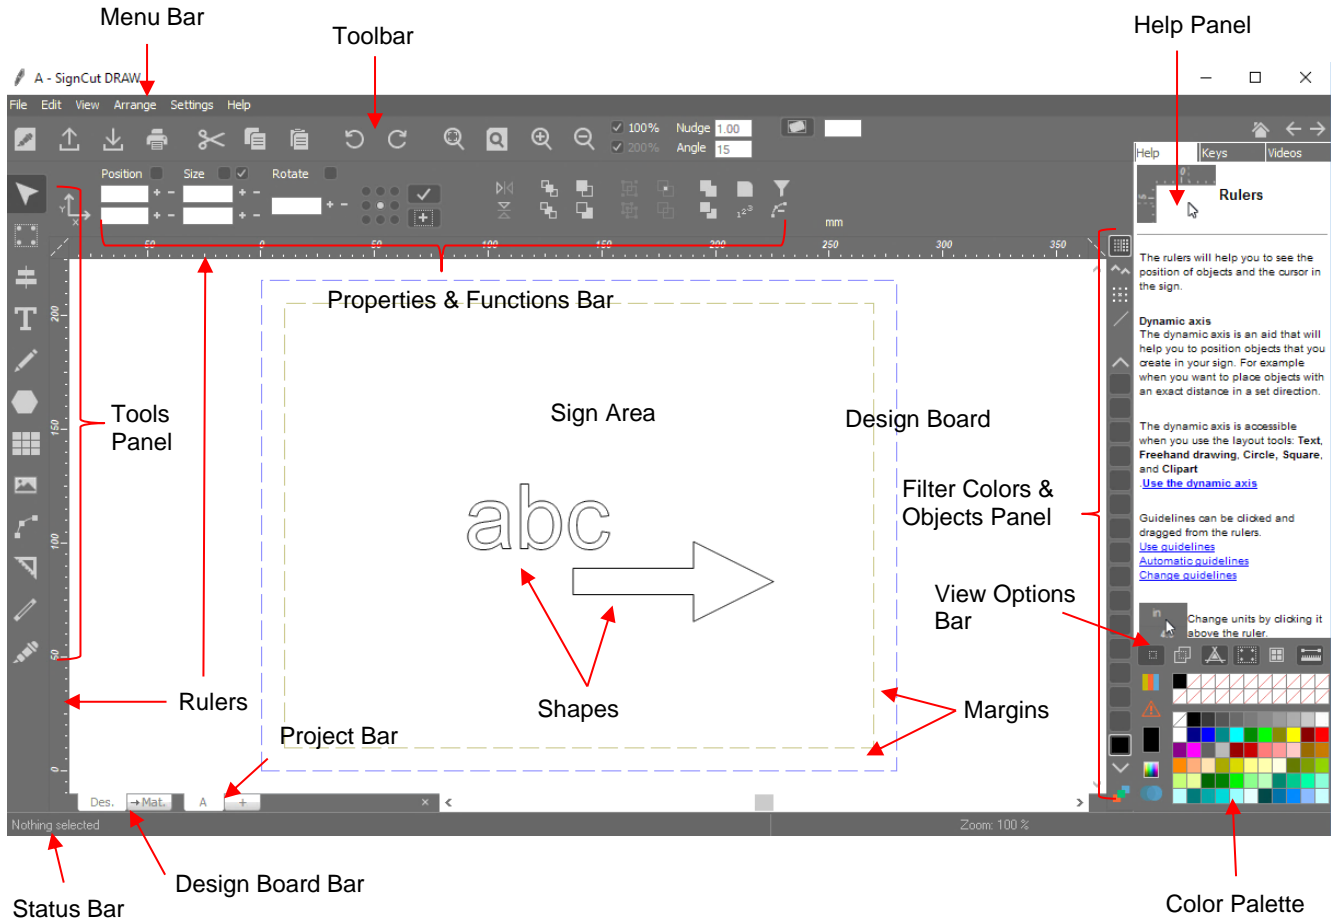 Menu Bar
Toolbar
Help Panel
A - SignCut DRAW
File Edit View Arrange Settings Help
100% Nudge 1.00
200% Angle 15
Help Keys Videos
Position Size Rotate
Rulers
mm
50 0 50 100 150 200 250 300 350
The rulers will help you to see the
position of objects and the cursor in
the sign.
Properties & Functions Bar
200
Dynamic axis
The dynamic axis is an aid that will
help you to position objects that you
create in your sign. For example
when you want to place objects with
an exact distance in a set direction.
Tools
Panel
Sign Area
Design Board
150
The dynamic axis is accessible
when you use the layout tools: Text,
Freehand drawing, Circle, Square,
and Clipart
.Use the dynamic axis
Filter Colors &
Objects Panel
abc
100
Guidelines can be clicked and
dragged from the rulers.
Use guidelines
Automatic guidelines
Change guidelines
View Options
Bar
in
Change units by clicking it
above the ruler.
50
Rulers
Shapes
Margins
Project Bar
0
Des. →Mat. A + ×
Nothing selected
Zoom: 100 %
Design Board Bar
Status Bar
Color Palette